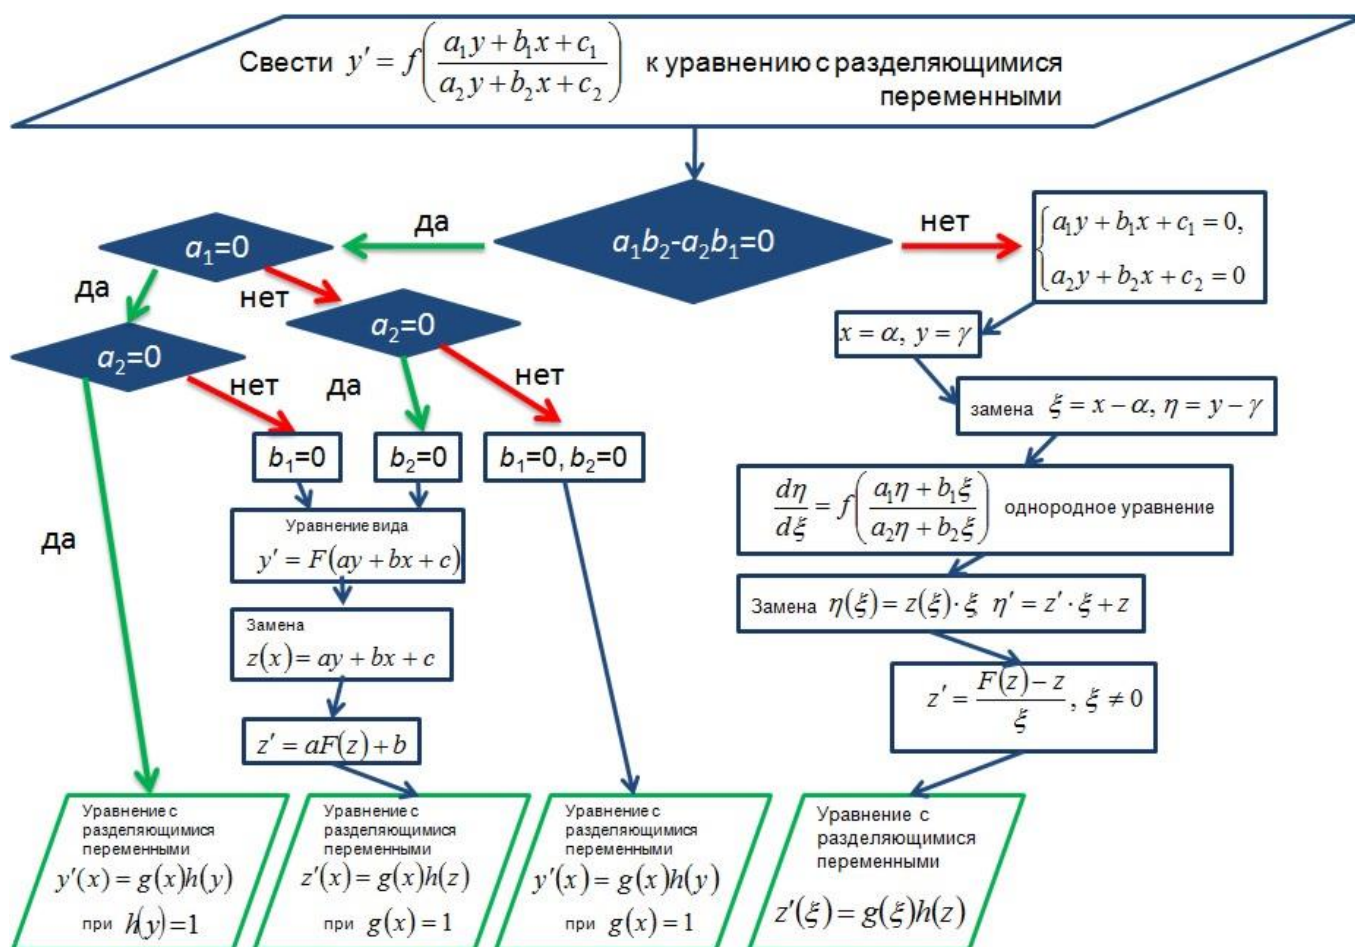 Свести y' = f((a₁y + b₁x + c₁)/(a₂y + b₂x + c₂)) к уравнению с разделяющимися
переменными
a₁b₂-a₂b₁=0
да
нет
a₁=0
да
нет
a₂=0
a₂=0
да
нет
да
нет
b₁=0
b₂=0
b₁=0, b₂=0
Уравнение вида
y' = F(ay + bx + c)
Замена
z(x) = ay + bx + c
z' = aF(z) + b
a₁y + b₁x + c₁ = 0,
a₂y + b₂x + c₂ = 0
x = α, y = γ
замена ξ = x − α, η = y − γ
dη/dξ = f((a₁η + b₁ξ)/(a₂η + b₂ξ)) однородное уравнение
Замена η(ξ) = z(ξ)·ξ η' = z'·ξ + z
z' = (F(z) − z)/ξ, ξ ≠ 0
Уравнение с
разделяющимися
переменными
y'(x) = g(x)h(y)
при h(y) = 1
Уравнение с
разделяющимися
переменными
z'(x) = g(x)h(z)
при g(x) = 1
Уравнение с
разделяющимися
переменными
y'(x) = g(x)h(y)
при g(x) = 1
Уравнение с
разделяющимися
переменными
z'(ξ) = g(ξ)h(z)